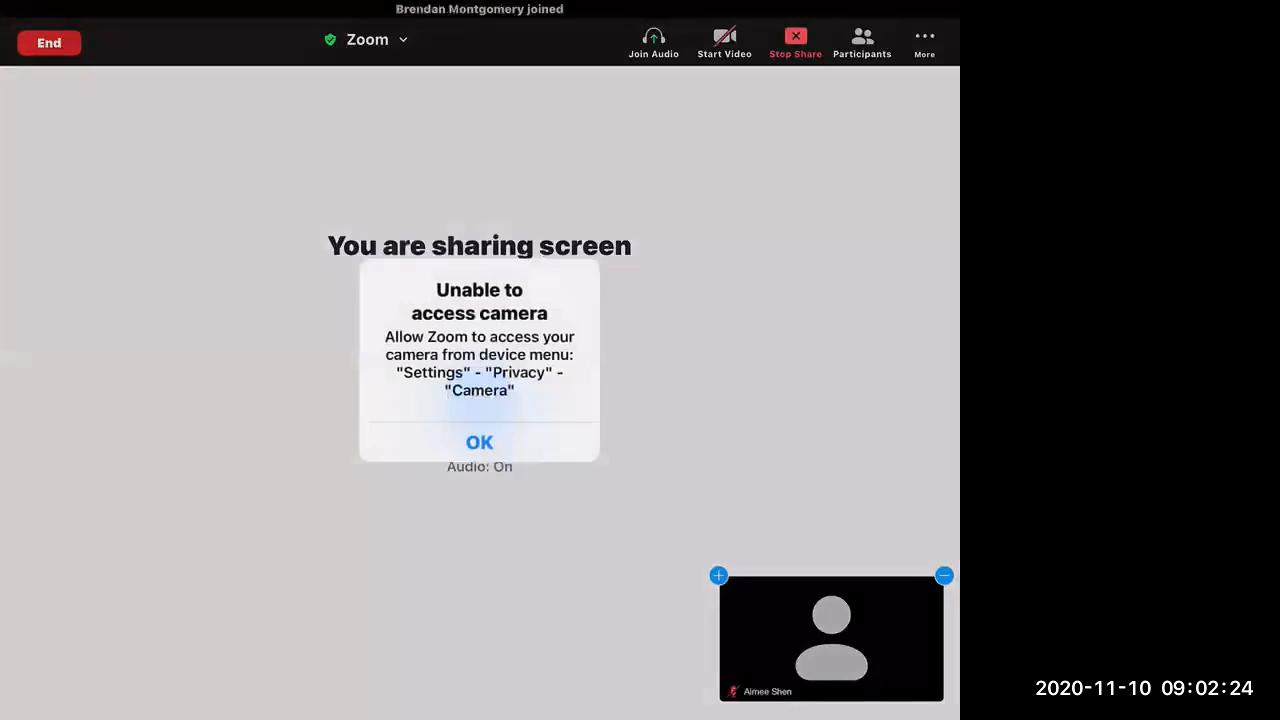 Brendan Montgomery joined
End
Zoom
Join Audio
Start Video
Stop Share
Participants
More
You are sharing screen
Unable to
access camera
Allow Zoom to access your
camera from device menu:
"Settings" - "Privacy" -
"Camera"
OK
Audio: On
Aimee Shen
2020-11-10 09:02:24